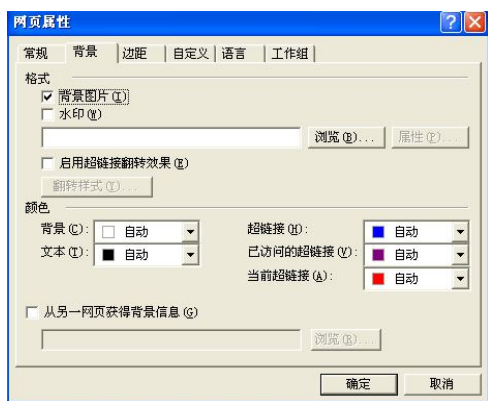 网页属性
常规 背景 边距 自定义 语言 工作组
格式
背景图片(I)
水印(W)
浏览(B)... 属性(P)...
启用超链接翻转效果(E)
翻转样式(Y)...
颜色
背景(C): 自动 超链接(H): 自动
文本(T): 自动 已访问的超链接(V): 自动
当前超链接(A): 自动
从另一网页获得背景信息(G)
浏览(R)...
确定 取消